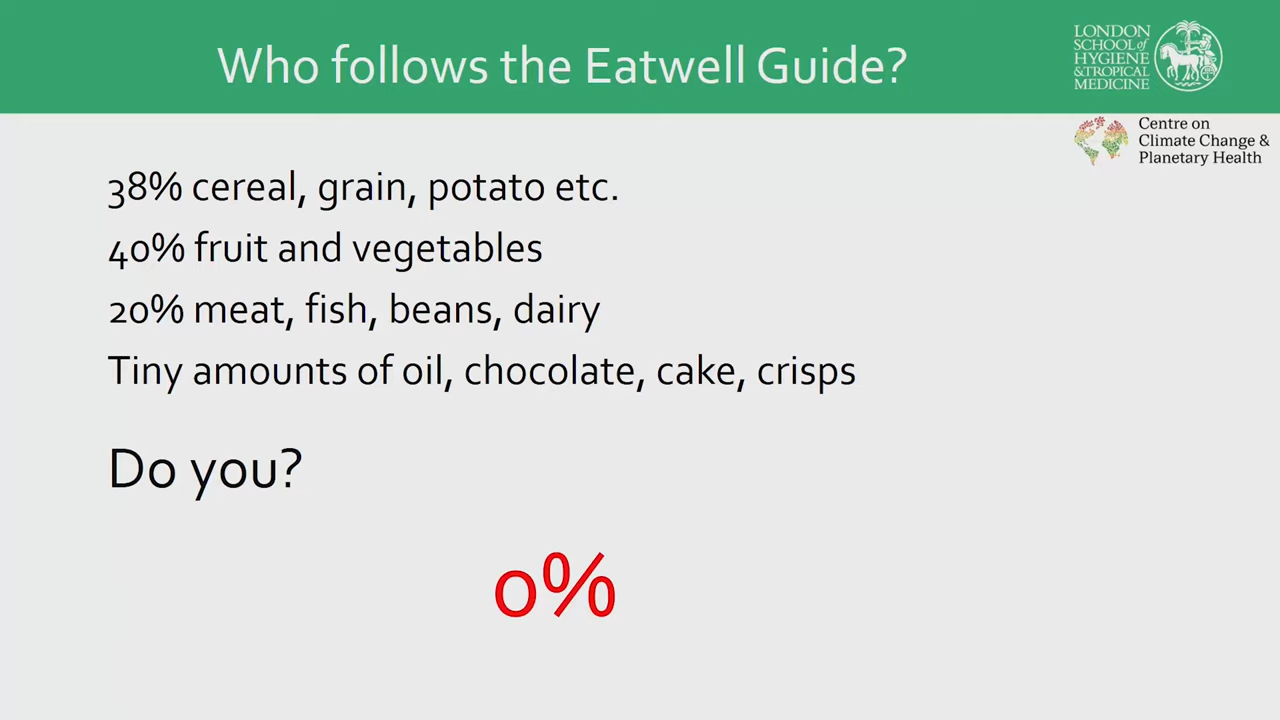 Who follows the Eatwell Guide?
LONDON
SCHOOL of
HYGIENE
& TROPICAL
MEDICINE
Centre on
Climate Change &
Planetary Health
38% cereal, grain, potato etc.
40% fruit and vegetables
20% meat, fish, beans, dairy
Tiny amounts of oil, chocolate, cake, crisps
Do you?
0%